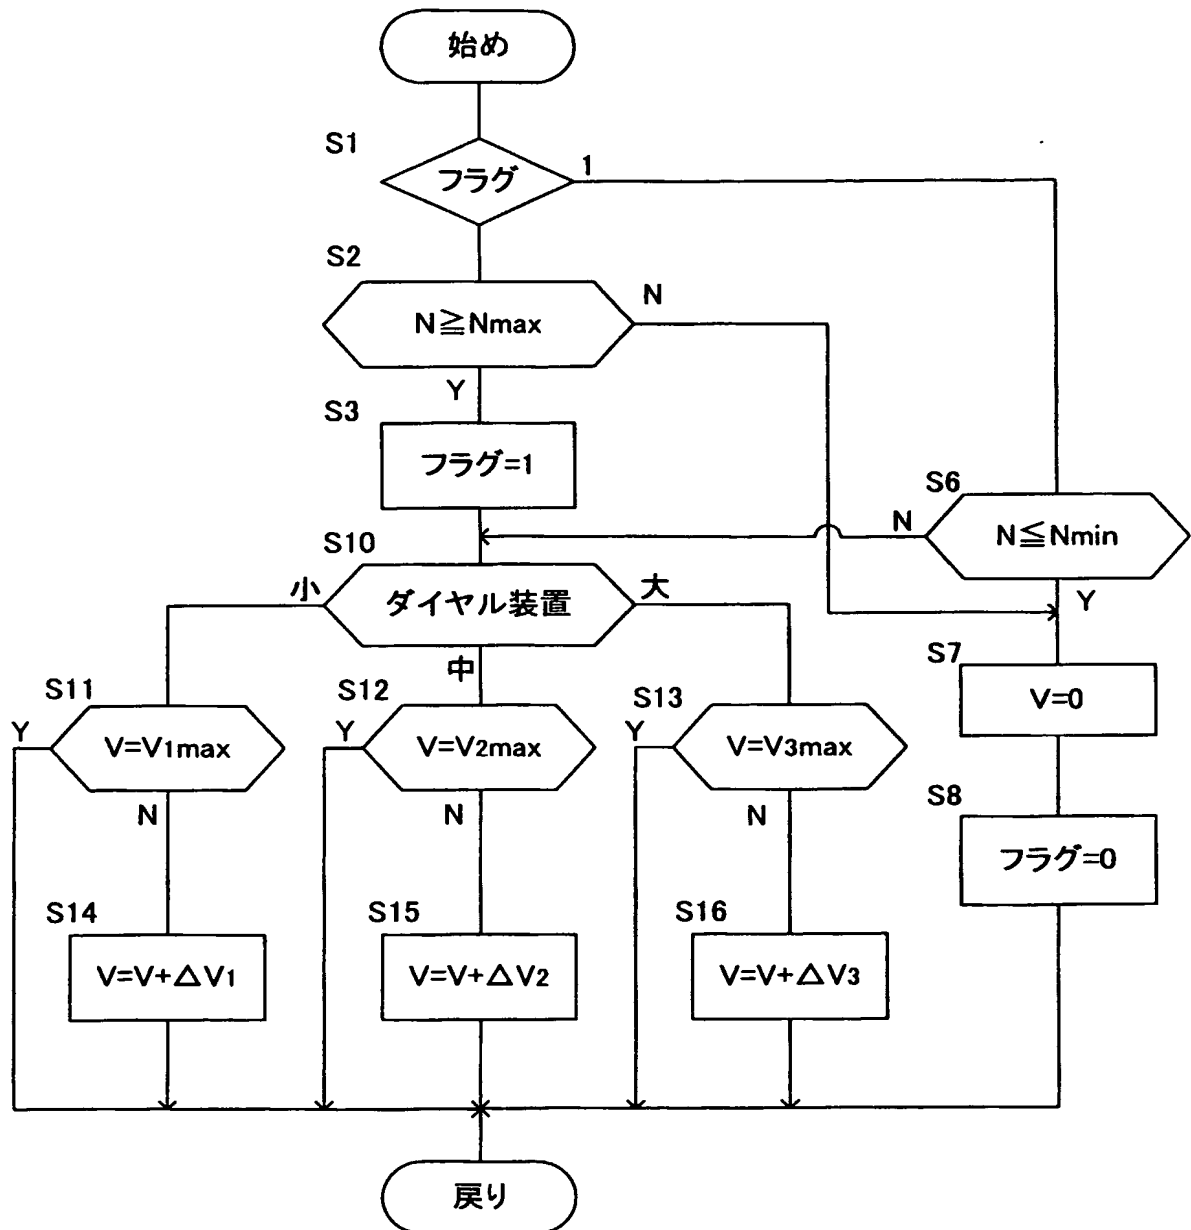 始め
S1
フラグ
1
S2
N≧Nmax
N
Y
S3
フラグ=1
S6
N≦Nmin
N
Y
S10
ダイヤル装置
小
中
大
S7
V=0
S11
V=V1max
Y
N
S12
V=V2max
Y
N
S13
V=V3max
Y
N
S8
フラグ=0
S14
V=V+△V1
S15
V=V+△V2
S16
V=V+△V3
戻り